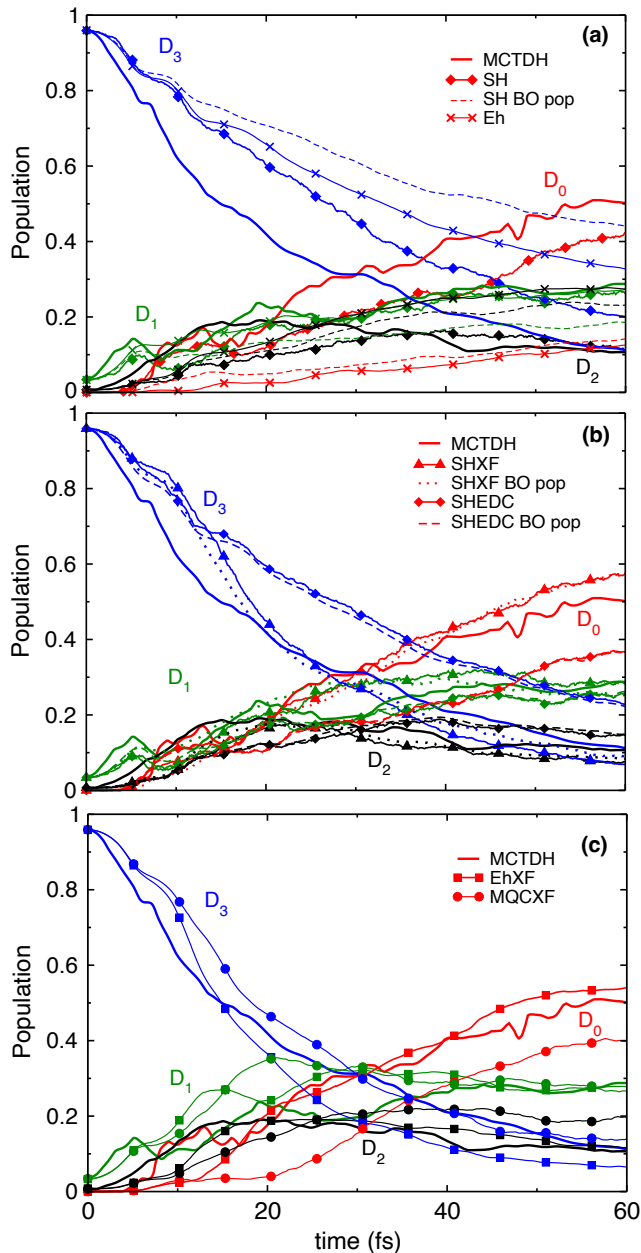 1
(a)
D3
MCTDH
SH
SH BO pop
Eh
0.8
0.6
Population
D0
0.4
D1
0.2
D2
0
1
(b)
MCTDH
SHXF
SHXF BO pop
SHEDC
SHEDC BO pop
D3
0.8
0.6
Population
D0
0.4
D1
0.2
D2
0
1
(c)
MCTDH
EhXF
MQCXF
D3
0.8
0.6
Population
D0
0.4
D1
0.2
D2
0
0 20 40 60
time (fs)